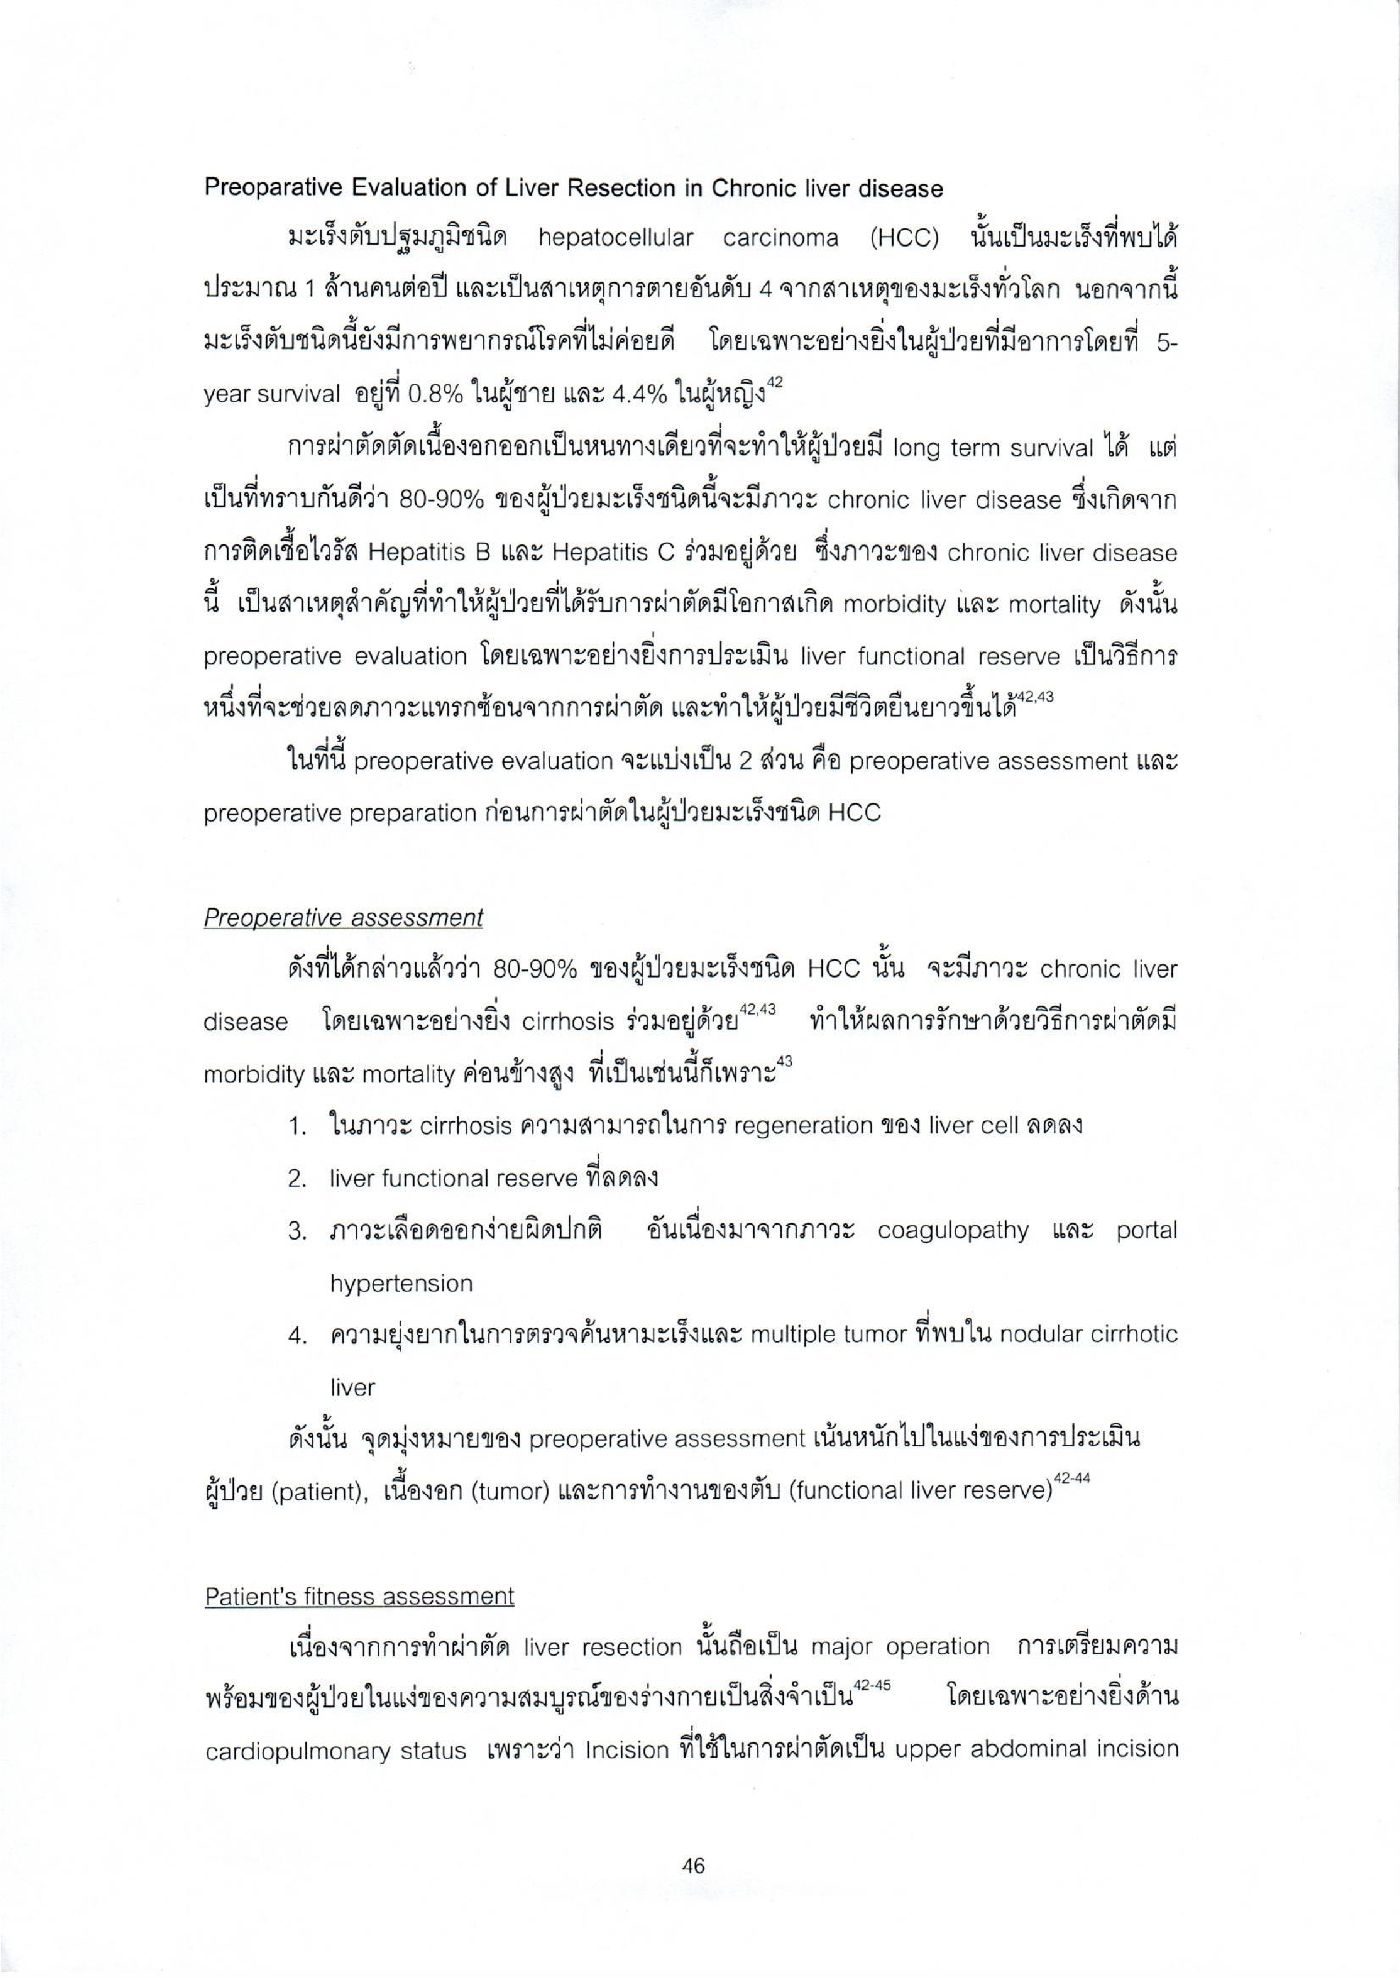 Preoparative Evaluation of Liver Resection in Chronic liver disease
มะเร็งตับปฐมภูมิชนิด hepatocellular carcinoma (HCC) นั้นเป็นมะเร็งที่พบได้
ประมาณ 1 ล้านคนต่อปี และเป็นสาเหตุการตายอันดับ 4 จากสาเหตุของมะเร็งทั่วโลก นอกจากนี้
มะเร็งตับชนิดนี้ยังมีการพยากรณ์โรคที่ไม่ค่อยดี โดยเฉพาะอย่างยิ่งในผู้ป่วยที่มีอาการโดยที่ 5-
year survival อยู่ที่ 0.8% ในผู้ชาย และ 4.4% ในผู้หญิง42
การผ่าตัดตัดเนื้องอกออกเป็นหนทางเดียวที่จะทำให้ผู้ป่วยมี long term survival ได้ แต่
เป็นที่ทราบกันดีว่า 80-90% ของผู้ป่วยมะเร็งชนิดนี้จะมีภาวะ chronic liver disease ซึ่งเกิดจาก
การติดเชื้อไวรัส Hepatitis B และ Hepatitis C ร่วมอยู่ด้วย ซึ่งภาวะของ chronic liver disease
นี้ เป็นสาเหตุสำคัญที่ทำให้ผู้ป่วยที่ได้รับการผ่าตัดมีโอกาสเกิด morbidity และ mortality ดังนั้น
preoperative evaluation โดยเฉพาะอย่างยิ่งการประเมิน liver functional reserve เป็นวิธีการ
หนึ่งที่จะช่วยลดภาวะแทรกซ้อนจากการผ่าตัด และทำให้ผู้ป่วยมีชีวิตยืนยาวขึ้นได้42,43
ในที่นี้ preoperative evaluation จะแบ่งเป็น 2 ส่วน คือ preoperative assessment และ
preoperative preparation ก่อนการผ่าตัดในผู้ป่วยมะเร็งชนิด HCC
Preoperative assessment
ดังที่ได้กล่าวแล้วว่า 80-90% ของผู้ป่วยมะเร็งชนิด HCC นั้น จะมีภาวะ chronic liver
disease โดยเฉพาะอย่างยิ่ง cirrhosis ร่วมอยู่ด้วย42,43 ทำให้ผลการรักษาด้วยวิธีการผ่าตัดมี
morbidity และ mortality ค่อนข้างสูง ที่เป็นเช่นนี้ก็เพราะ43
1. ในภาวะ cirrhosis ความสามารถในการ regeneration ของ liver cell ลดลง
2. liver functional reserve ที่ลดลง
3. ภาวะเลือดออกง่ายผิดปกติ อันเนื่องมาจากภาวะ coagulopathy และ portal
hypertension
4. ความยุ่งยากในการตรวจค้นหามะเร็งและ multiple tumor ที่พบใน nodular cirrhotic
liver
ดังนั้น จุดมุ่งหมายของ preoperative assessment เน้นหนักไปในแง่ของการประเมิน
ผู้ป่วย (patient), เนื้องอก (tumor) และการทำงานของตับ (functional liver reserve)42-44
Patient's fitness assessment
เนื่องจากการทำผ่าตัด liver resection นั้นถือเป็น major operation การเตรียมความ
พร้อมของผู้ป่วยในแง่ของความสมบูรณ์ของร่างกายเป็นสิ่งจำเป็น42-45 โดยเฉพาะอย่างยิ่งด้าน
cardiopulmonary status เพราะว่า Incision ที่ใช้ในการผ่าตัดเป็น upper abdominal incision
46